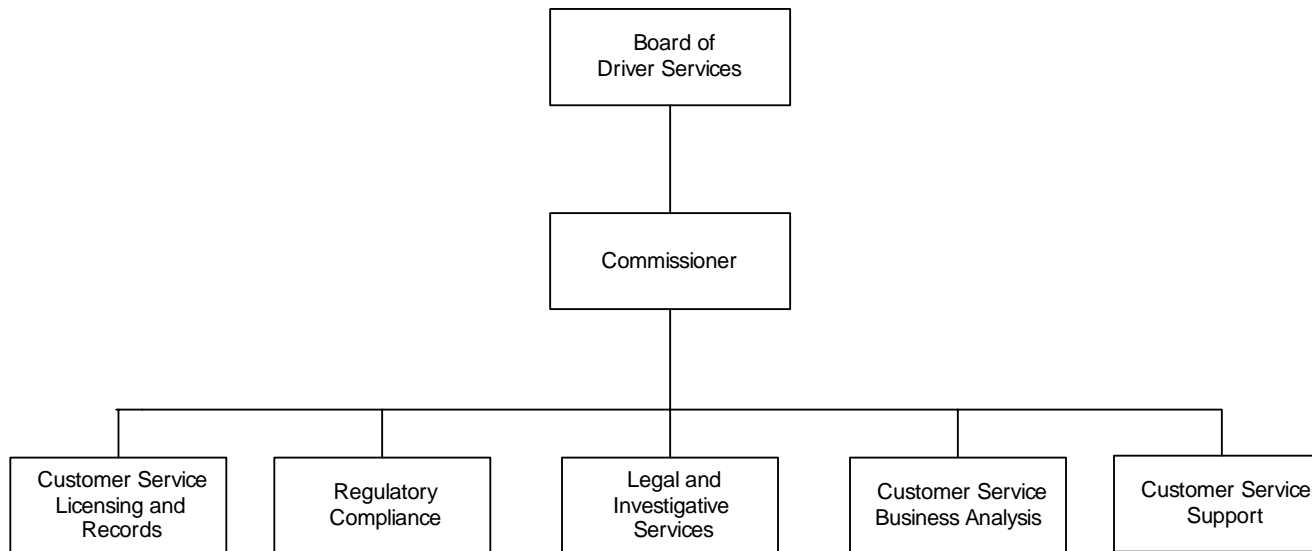 Board of
Driver Services
Commissioner
Customer Service
Licensing and
Records
Regulatory
Compliance
Legal and
Investigative
Services
Customer Service
Business Analysis
Customer Service
Support